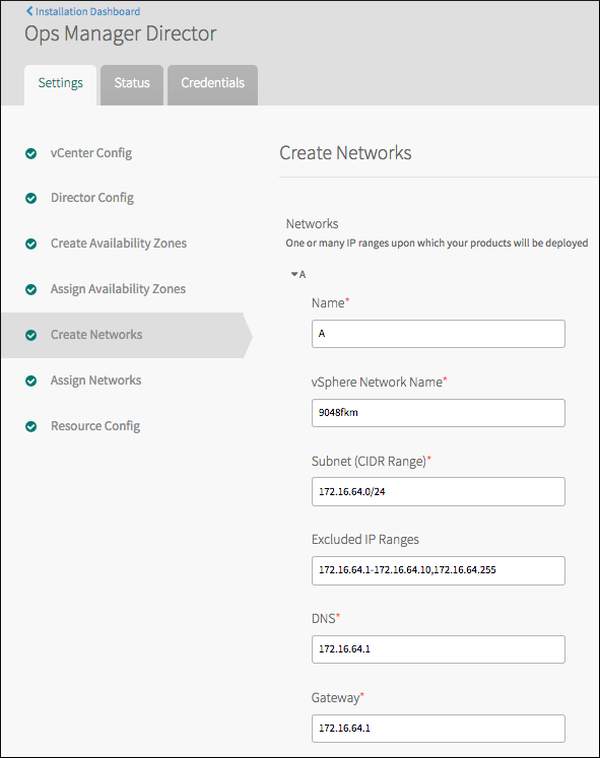 Installation Dashboard
Ops Manager Director
Settings
Status
Credentials
vCenter Config
Director Config
Create Availability Zones
Assign Availability Zones
Create Networks
Assign Networks
Resource Config
Create Networks
Networks
One or many IP ranges upon which your products will be deployed
A
Name*
A
vSphere Network Name*
9048fkm
Subnet (CIDR Range)*
172.16.64.0/24
Excluded IP Ranges
172.16.64.1-172.16.64.10,172.16.64.255
DNS*
172.16.64.1
Gateway*
172.16.64.1